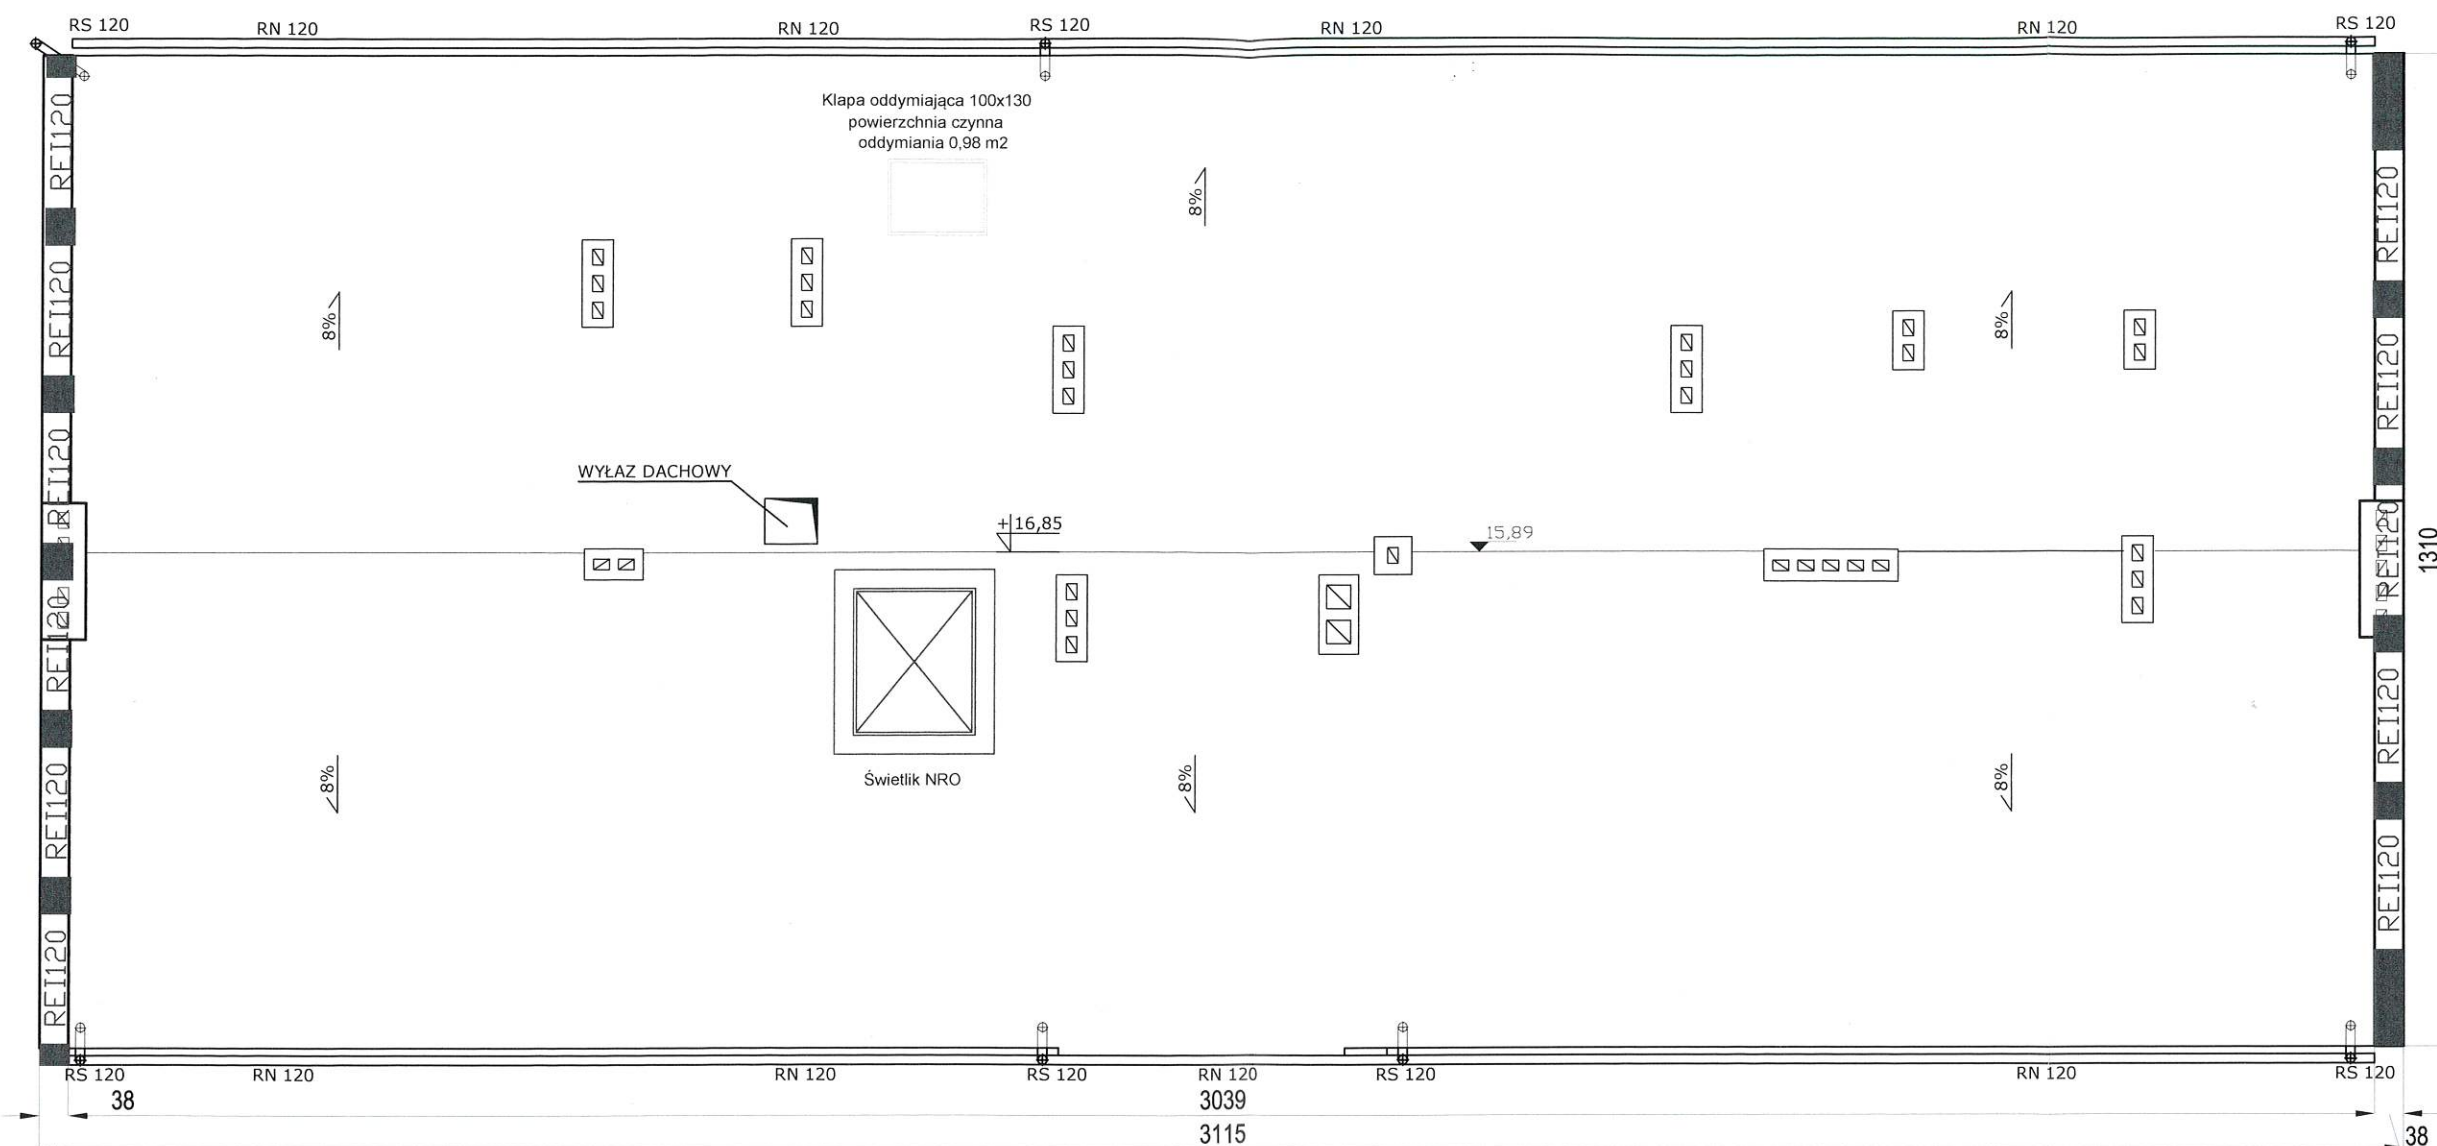 RS 120
RN 120
RN 120
RS 120
RN 120
RN 120
RS 120
Klapa oddymiająca 100x130
powierzchnia czynna
oddymiania 0,98 m2
REI120
REI120
REI120
REI120
REI120
REI120
8%
8%
8%
REI120
REI120
REI120
REI120
REI120
WYŁAZ DACHOWY
+16,85
15,89
1310
Świetlik NRO
8%
8%
8%
RS 120
RN 120
RN 120
RS 120
RN 120
RS 120
RN 120
RS 120
38
3039
3115
38